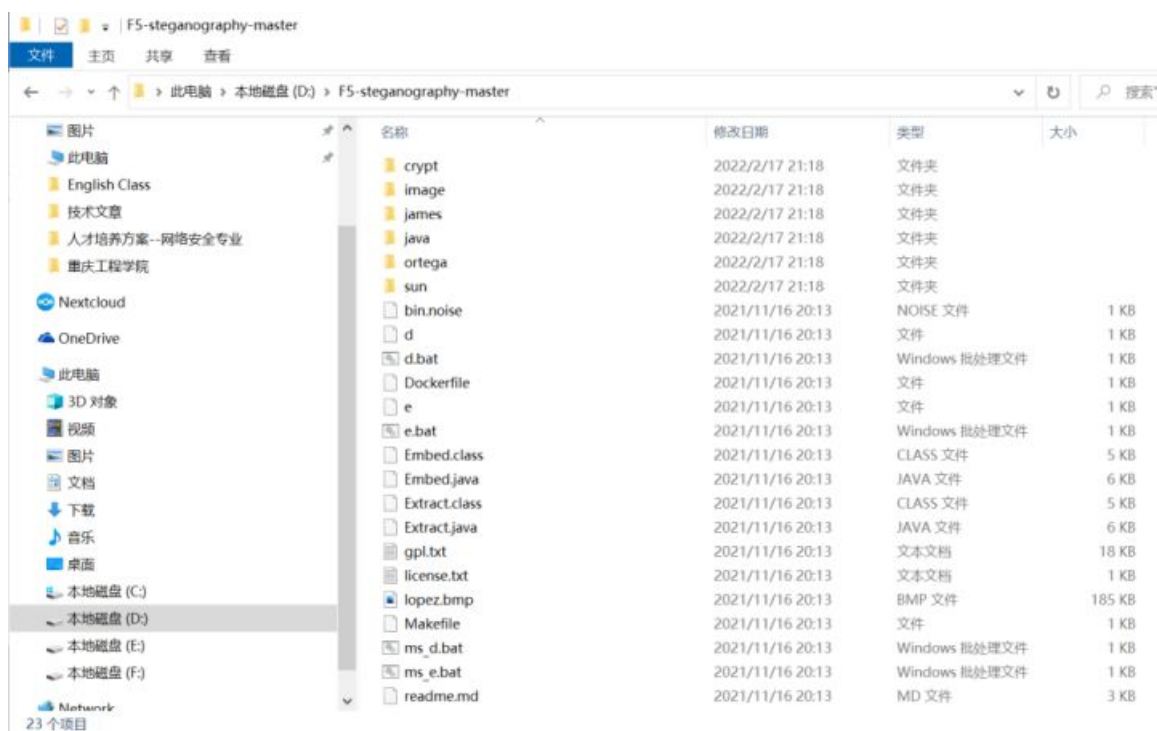 F5-steganography-master
文件 主页 共享 查看
此电脑 > 本地磁盘 (D:) > F5-steganography-master 搜索"
名称 修改日期 类型 大小
图片
此电脑
English Class
技术文章
人才培养方案--网络安全专业
重庆工程学院
Nextcloud
OneDrive
此电脑
3D 对象
视频
图片
文档
下载
音乐
桌面
本地磁盘 (C:)
本地磁盘 (D:)
本地磁盘 (E:)
本地磁盘 (F:)
Network
crypt 2022/2/17 21:18 文件夹
image 2022/2/17 21:18 文件夹
james 2022/2/17 21:18 文件夹
java 2022/2/17 21:18 文件夹
ortega 2022/2/17 21:18 文件夹
sun 2022/2/17 21:18 文件夹
bin.noise 2021/11/16 20:13 NOISE 文件 1 KB
d 2021/11/16 20:13 文件 1 KB
d.bat 2021/11/16 20:13 Windows 批处理文件 1 KB
Dockerfile 2021/11/16 20:13 文件 1 KB
e 2021/11/16 20:13 文件 1 KB
e.bat 2021/11/16 20:13 Windows 批处理文件 1 KB
Embed.class 2021/11/16 20:13 CLASS 文件 5 KB
Embed.java 2021/11/16 20:13 JAVA 文件 6 KB
Extract.class 2021/11/16 20:13 CLASS 文件 5 KB
Extract.java 2021/11/16 20:13 JAVA 文件 6 KB
gpl.txt 2021/11/16 20:13 文本文档 18 KB
license.txt 2021/11/16 20:13 文本文档 1 KB
lopez.bmp 2021/11/16 20:13 BMP 文件 185 KB
Makefile 2021/11/16 20:13 文件 1 KB
ms_d.bat 2021/11/16 20:13 Windows 批处理文件 1 KB
ms_e.bat 2021/11/16 20:13 Windows 批处理文件 1 KB
readme.md 2021/11/16 20:13 MD 文件 3 KB
23 个项目